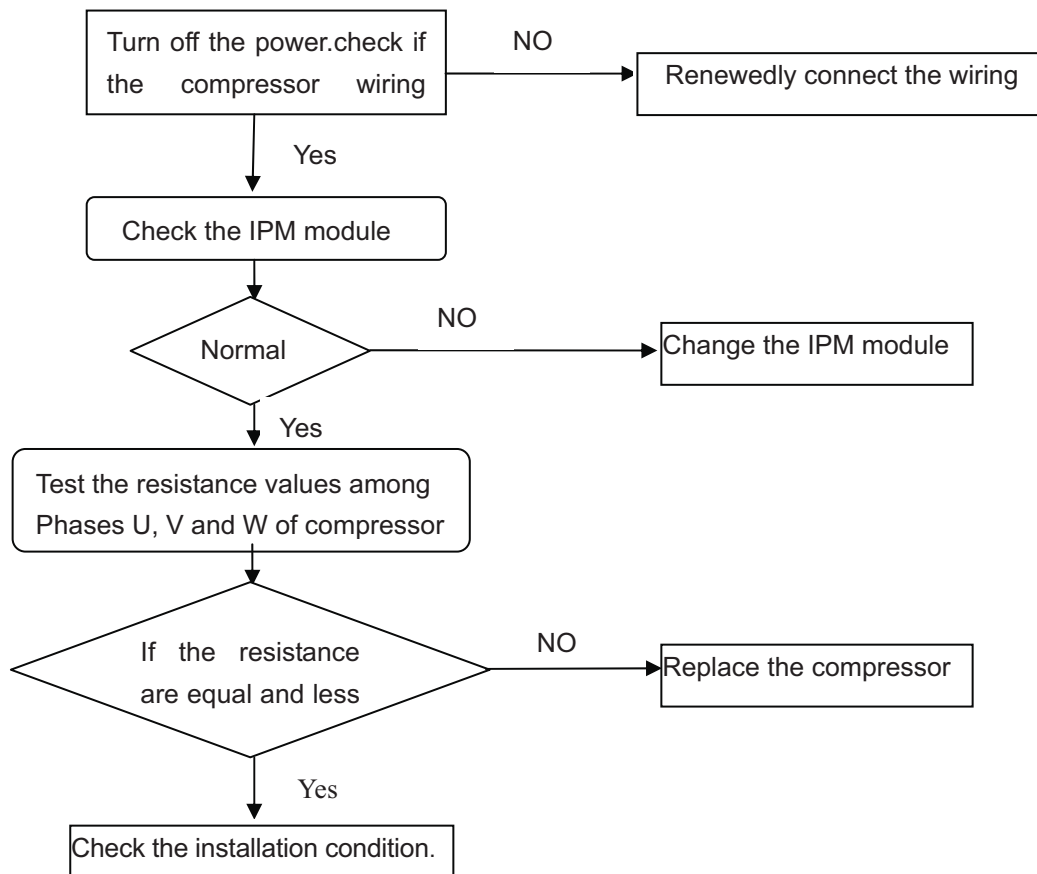 Turn off the power.check if
the compressor wiring
NO
Renewedly connect the wiring
Yes
Check the IPM module
Normal
NO
Change the IPM module
Yes
Test the resistance values among
Phases U, V and W of compressor
If the resistance
are equal and less
NO
Replace the compressor
Yes
Check the installation condition.